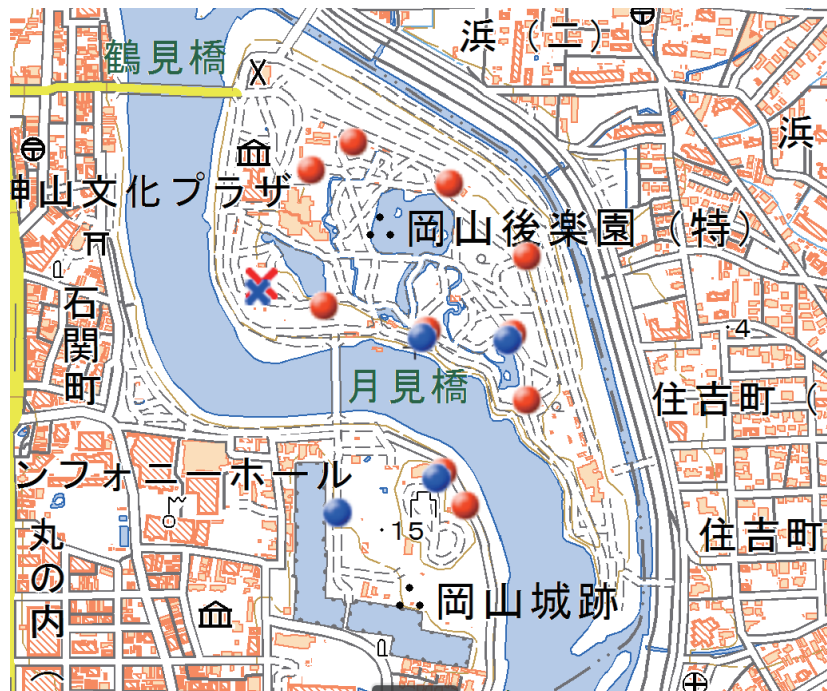 浜（二）
鶴見橋
浜
神山文化プラザ
岡山後楽園（特）
石関町
・4
月見橋
住吉町（
ンフォニーホール
・15
住吉町
丸の内（
岡山城跡